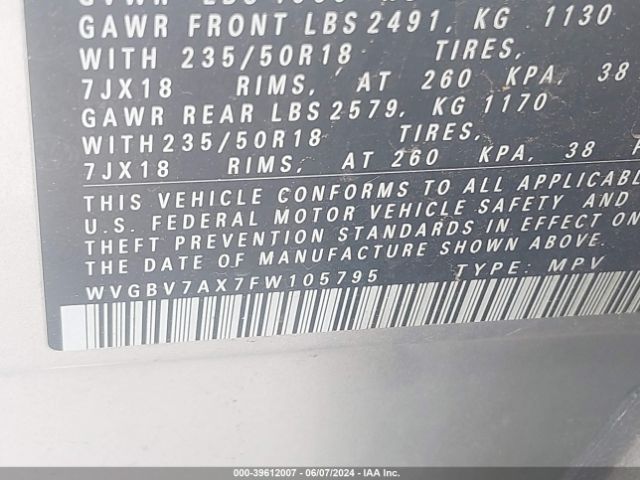 GAWR FRONT LBS 2491, KG 1130
WITH 235/50R18 TIRES,
7JX18 RIMS, AT 260 KPA, 38
GAWR REAR LBS 2579, KG 1170
WITH 235/50R18 TIRES,
7JX18 RIMS, AT 260 KPA, 38
THIS VEHICLE CONFORMS TO ALL APPLICABL
U.S. FEDERAL MOTOR VEHICLE SAFETY AND
THEFT PREVENTION STANDARDS IN EFFECT ON
THE DATE OF MANUFACTURE SHOWN ABOVE.
WVGBV7AX7FW105795 TYPE: MPV
000-39612007 - 06/07/2024 - IAA Inc.